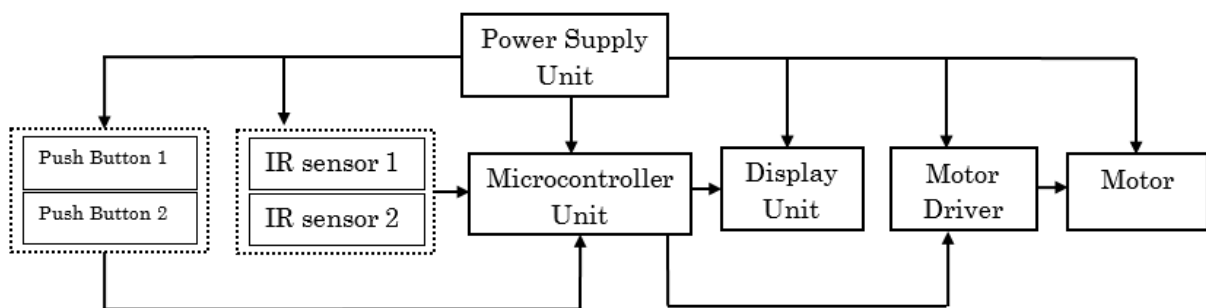 Power Supply
Unit
Push Button 1
Push Button 2
IR sensor 1
IR sensor 2
Microcontroller
Unit
Display
Unit
Motor
Driver
Motor